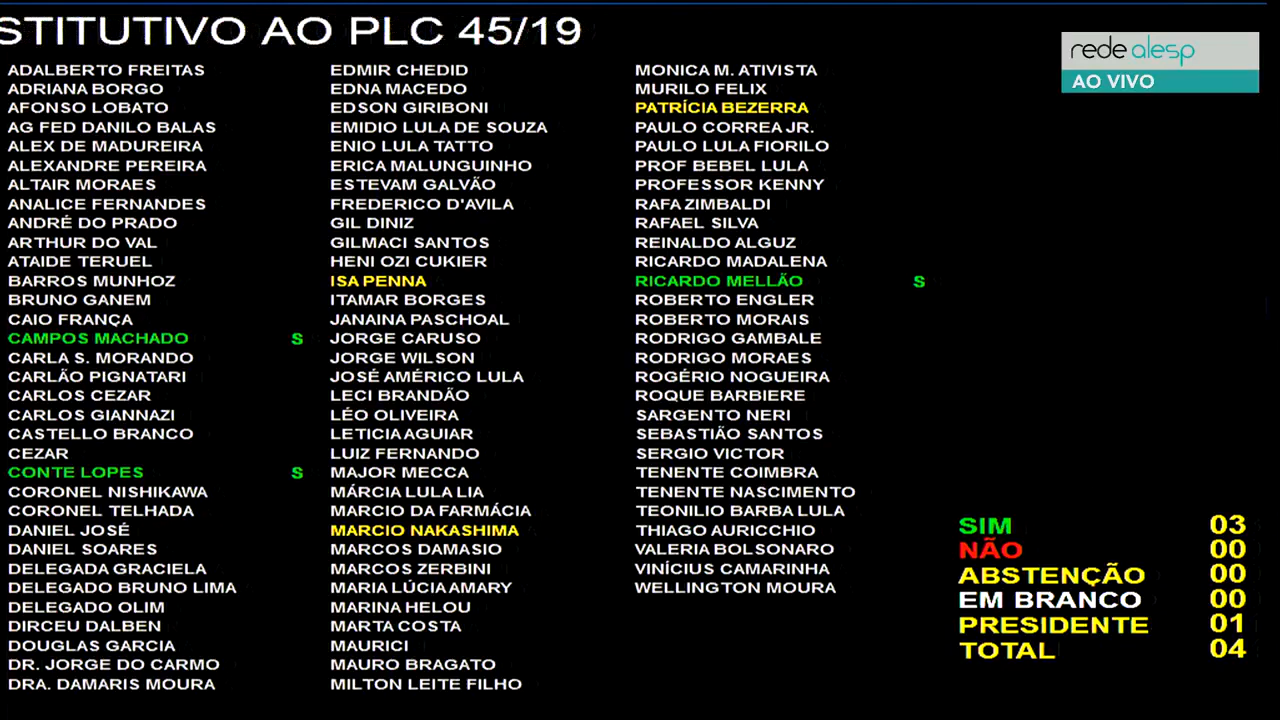 STITUTIVO AO PLC 45/19
rede alesp
AO VIVO
ADALBERTO FREITAS
ADRIANA BORGO
AFONSO LOBATO
AG FED DANILO BALAS
ALEX DE MADUREIRA
ALEXANDRE PEREIRA
ALTAIR MORAES
ANALICE FERNANDES
ANDRÉ DO PRADO
ARTHUR DO VAL
ATAIDE TERUEL
BARROS MUNHOZ
BRUNO GANEM
CAIO FRANÇA
CAMPOS MACHADO S
CARLA S. MORANDO
CARLÃO PIGNATARI
CARLOS CEZAR
CARLOS GIANNAZI
CASTELLO BRANCO
CEZAR
CONTE LOPES S
CORONEL NISHIKAWA
CORONEL TELHADA
DANIEL JOSÉ
DANIEL SOARES
DELEGADA GRACIELA
DELEGADO BRUNO LIMA
DELEGADO OLIM
DIRCEU DALBEN
DOUGLAS GARCIA
DR. JORGE DO CARMO
DRA. DAMARIS MOURA
EDMIR CHEDID
EDNA MACEDO
EDSON GIRIBONI
EMIDIO LULA DE SOUZA
ENIO LULA TATTO
ERICA MALUNGUINHO
ESTEVAM GALVÃO
FREDERICO D'AVILA
GIL DINIZ
GILMACI SANTOS
HENI OZI CUKIER
ISA PENNA
ITAMAR BORGES
JANAINA PASCHOAL
JORGE CARUSO
JORGE WILSON
JOSÉ AMÉRICO LULA
LECI BRANDÃO
LÉO OLIVEIRA
LETICIA AGUIAR
LUIZ FERNANDO
MAJOR MECCA
MÁRCIA LULA LIA
MARCIO DA FARMÁCIA
MARCIO NAKASHIMA
MARCOS DAMASIO
MARCOS ZERBINI
MARIA LÚCIA AMARY
MARINA HELOU
MARTA COSTA
MAURICI
MAURO BRAGATO
MILTON LEITE FILHO
MONICA M. ATIVISTA
MURILO FELIX
PATRÍCIA BEZERRA
PAULO CORREA JR.
PAULO LULA FIORILO
PROF BEBEL LULA
PROFESSOR KENNY
RAFA ZIMBALDI
RAFAEL SILVA
REINALDO ALGUZ
RICARDO MADALENA
RICARDO MELLÃO S
ROBERTO ENGLER
ROBERTO MORAIS
RODRIGO GAMBALE
RODRIGO MORAES
ROGÉRIO NOGUEIRA
ROQUE BARBIERE
SARGENTO NERI
SEBASTIÃO SANTOS
SERGIO VICTOR
TENENTE COIMBRA
TENENTE NASCIMENTO
TEONILIO BARBA LULA
THIAGO AURICCHIO
VALERIA BOLSONARO
VINÍCIUS CAMARINHA
WELLINGTON MOURA
SIM 03
NÃO 00
ABSTENÇÃO 00
EM BRANCO 00
PRESIDENTE 01
TOTAL 04